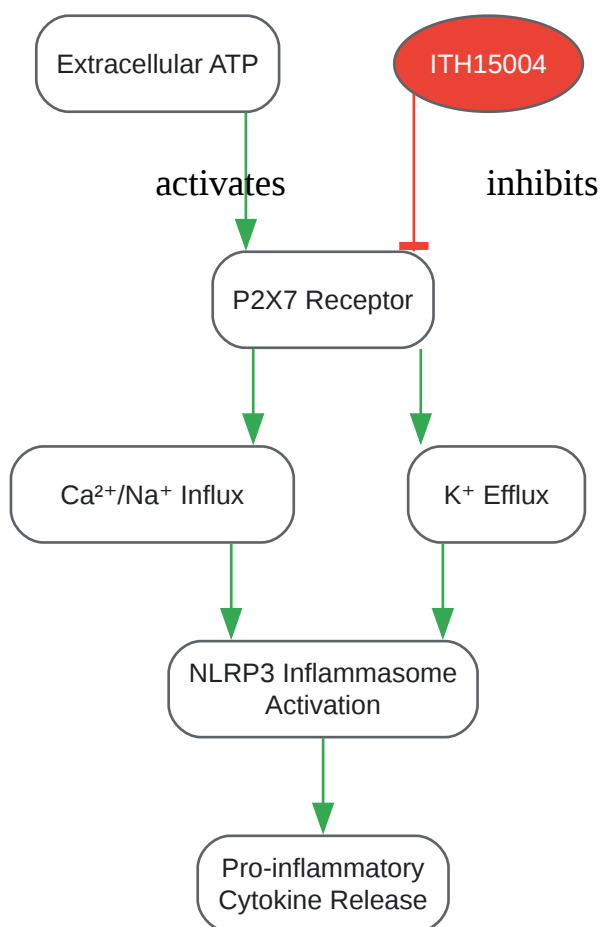 Extracellular ATP
ITH15004
activates
inhibits
P2X7 Receptor
Ca²⁺/Na⁺ Influx
K⁺ Efflux
NLRP3 Inflammasome
Activation
Pro-inflammatory
Cytokine Release